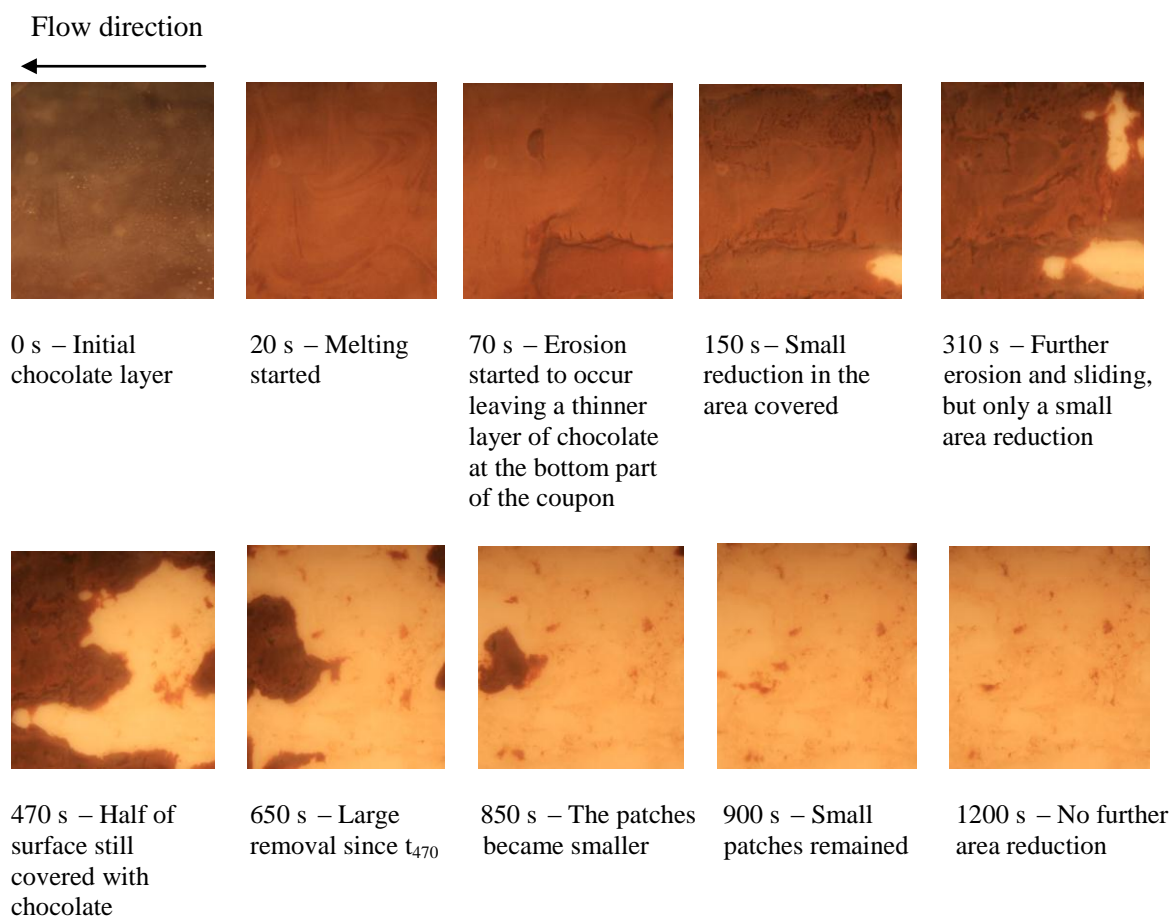 Flow direction
0 s – Initial
chocolate layer
20 s – Melting
started
70 s – Erosion
started to occur
leaving a thinner
layer of chocolate
at the bottom part
of the coupon
150 s – Small
reduction in the
area covered
310 s – Further
erosion and sliding,
but only a small
area reduction
470 s – Half of
surface still
covered with
chocolate
650 s – Large
removal since t₄₇₀
850 s – The patches
became smaller
900 s – Small
patches remained
1200 s – No further
area reduction